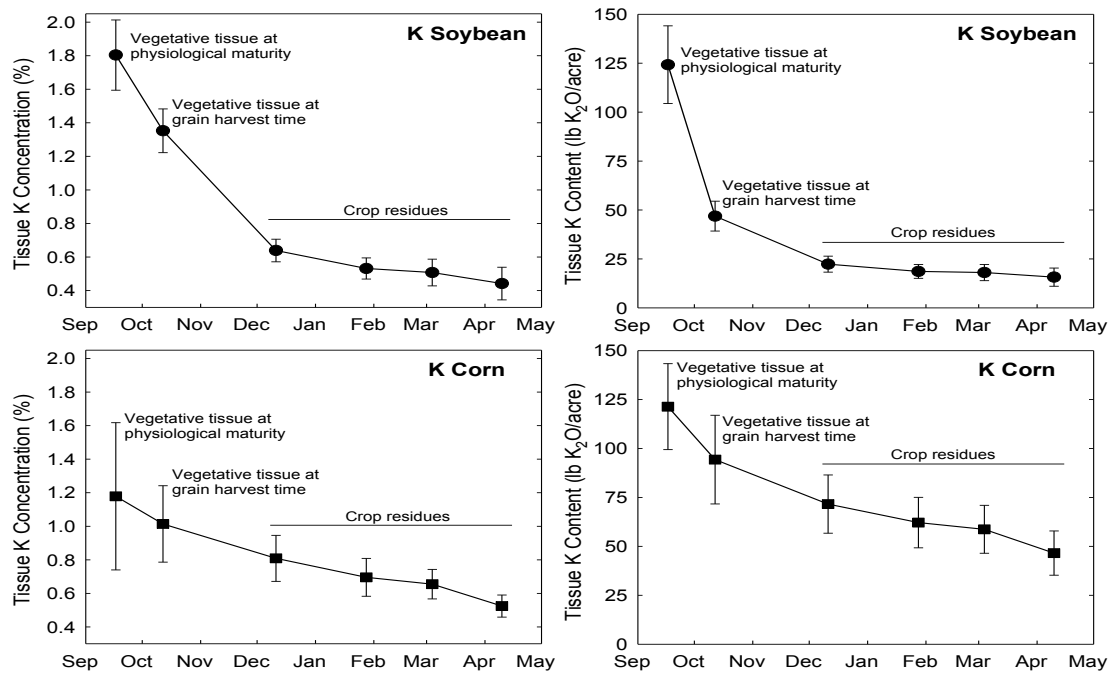 K Soybean
Tissue K Concentration (%)
2.0
1.8
1.6
1.4
1.2
1.0
0.8
0.6
0.4
Vegetative tissue at
physiological maturity
Vegetative tissue at
grain harvest time
Crop residues
Sep Oct Nov Dec Jan Feb Mar Apr May
K Soybean
Tissue K Content (lb K₂O/acre)
150
125
100
75
50
25
0
Vegetative tissue at
physiological maturity
Vegetative tissue at
grain harvest time
Crop residues
Sep Oct Nov Dec Jan Feb Mar Apr May
K Corn
Tissue K Concentration (%)
2.0
1.8
1.6
1.4
1.2
1.0
0.8
0.6
0.4
Vegetative tissue at
physiological maturity
Vegetative tissue at
grain harvest time
Crop residues
Sep Oct Nov Dec Jan Feb Mar Apr May
K Corn
Tissue K Content (lb K₂O/acre)
150
125
100
75
50
25
0
Vegetative tissue at
physiological maturity
Vegetative tissue at
grain harvest time
Crop residues
Sep Oct Nov Dec Jan Feb Mar Apr May